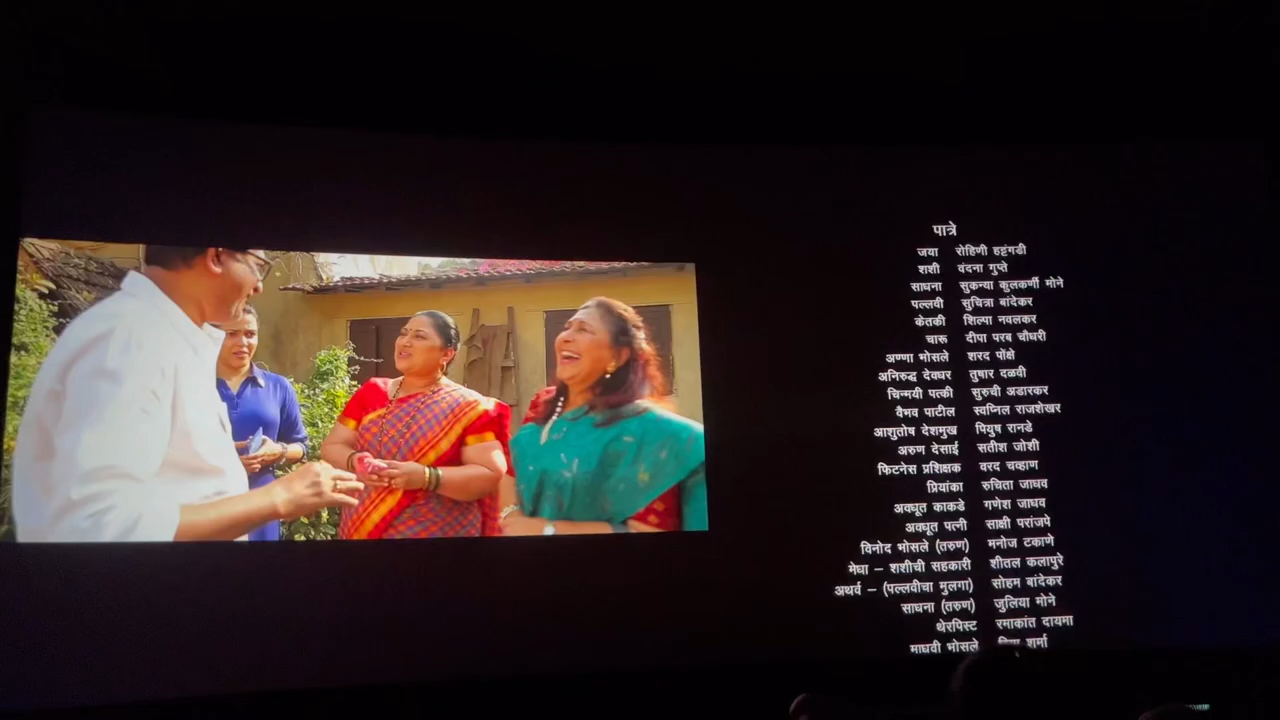 पात्रे
जया रोहिणी हट्टंगडी
शशी वंदना गुप्ते
साधना सुकन्या कुलकर्णी मोने
पल्लवी सुचित्रा बांदेकर
केतकी शिल्पा नवलकर
चारू दीपा परब चौधरी
अण्णा भोसले शरद पोंक्षे
अनिरुद्ध देवधर तुषार दळवी
चिन्मयी पत्की सुरुची अडारकर
वैभव पाटील स्वप्निल राजशेखर
आशुतोष देशमुख पियुष रानडे
अरुण देसाई सतीश जोशी
फिटनेस प्रशिक्षक वरद चव्हाण
प्रियांका रुचिता जाधव
अवधूत काकडे गणेश जाधव
अवधूत पत्नी साक्षी परांजपे
विनोद भोसले (तरुण) मनोज टकाणे
मेघा – शशीची सहकारी शीतल कलापुरे
अथर्व – (पल्लवीचा मुलगा) सोहम बांदेकर
साधना (तरुण) जुलिया मोने
थेरपिस्ट रमाकांत दायमा
माधवी भोसले शर्मा